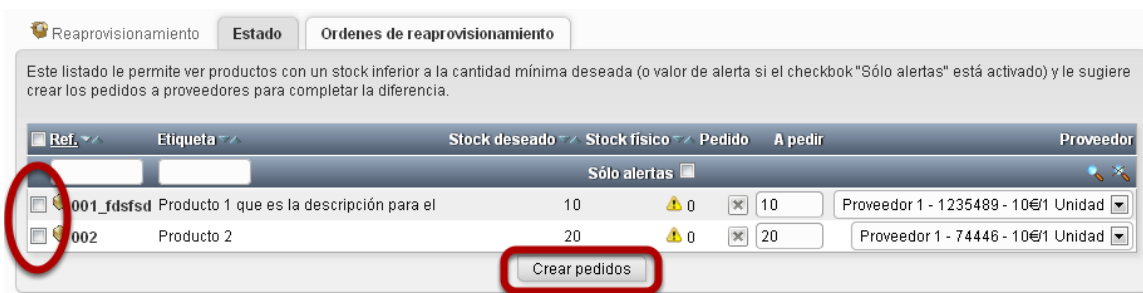 Reaprovisionamiento Estado Ordenes de reaprovisionamiento
Este listado le permite ver productos con un stock inferior a la cantidad mínima deseada (o valor de alerta si el checkbok "Sólo alertas" está activado) y le sugiere
crear los pedidos a proveedores para completar la diferencia.
Ref. Etiqueta Stock deseado Stock físico Pedido A pedir Proveedor
Sólo alertas
001_fdsfsd Producto 1 que es la descripción para el 10 0 10 Proveedor 1 - 1235489 - 10€/1 Unidad
002 Producto 2 20 0 20 Proveedor 1 - 74446 - 10€/1 Unidad
Crear pedidos